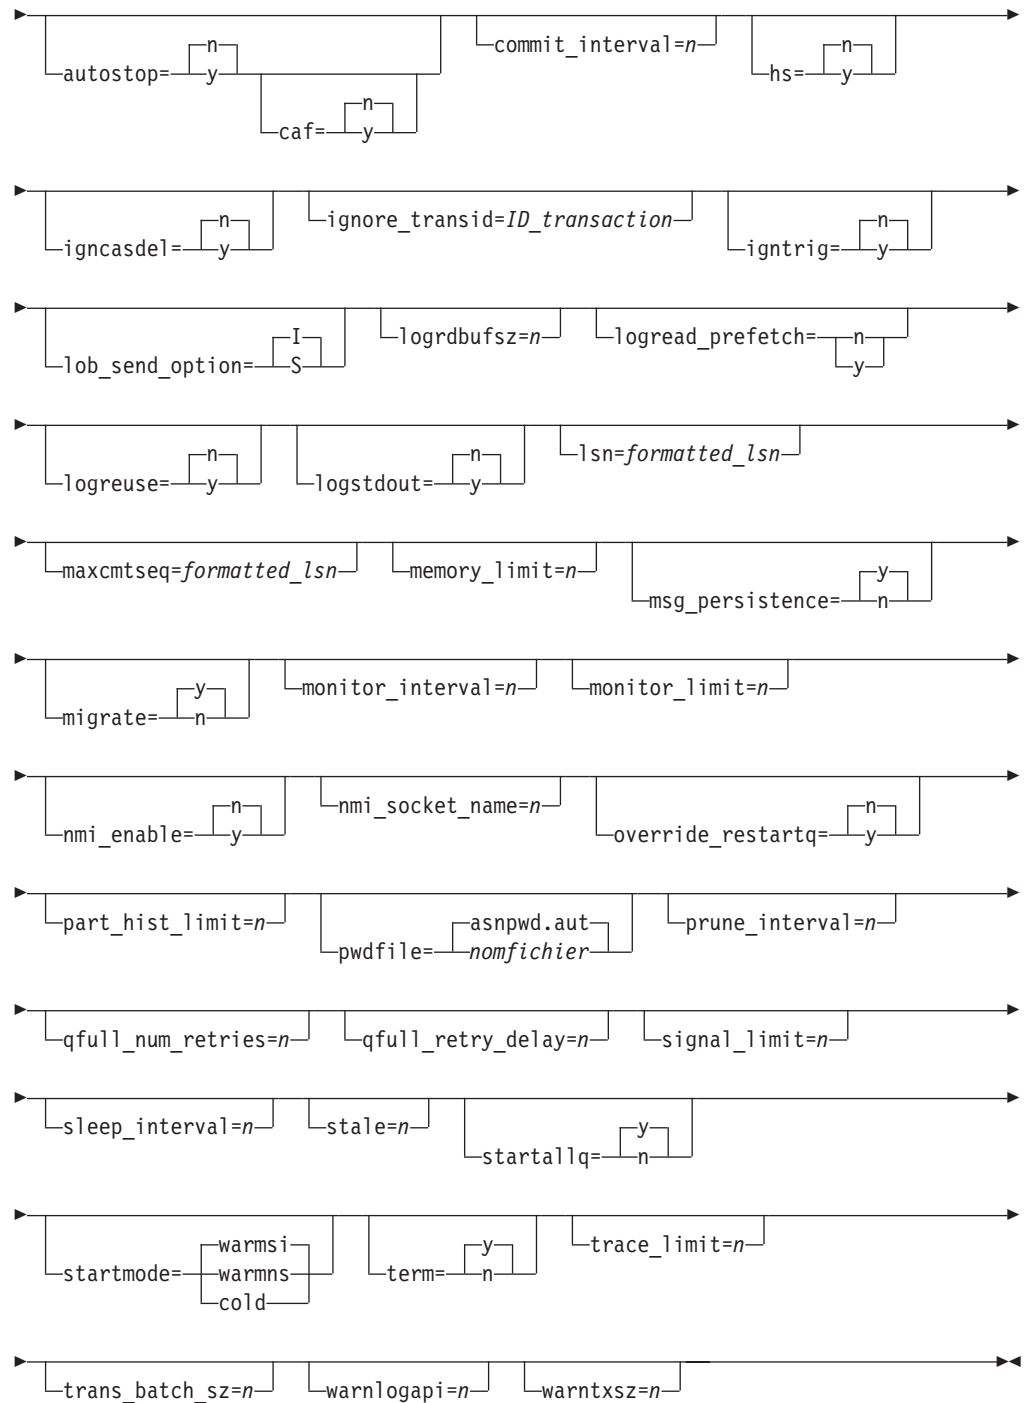 autostop= n y caf= n y commit_interval=n hs= n y
igncasdel= n y ignore_transid=ID_transaction igntrig= n y
lob_send_option= I S logrdbufsz=n logread_prefetch= n y
logreuse= n y logstdout= n y lsn=formatted_lsn
maxcmtseq=formatted_lsn memory_limit=n msg_persistence= y n
migrate= y n monitor_interval=n monitor_limit=n
nmi_enable= n y nmi_socket_name=n override_restartq= n y
part_hist_limit=n pwdfile= asnpwd.aut nomfichier prune_interval=n
qfull_num_retries=n qfull_retry_delay=n signal_limit=n
sleep_interval=n stale=n startallq= y n
startmode= warmsi warmns cold term= y n trace_limit=n
trans_batch_sz=n warnlogapi=n warntxsz=n